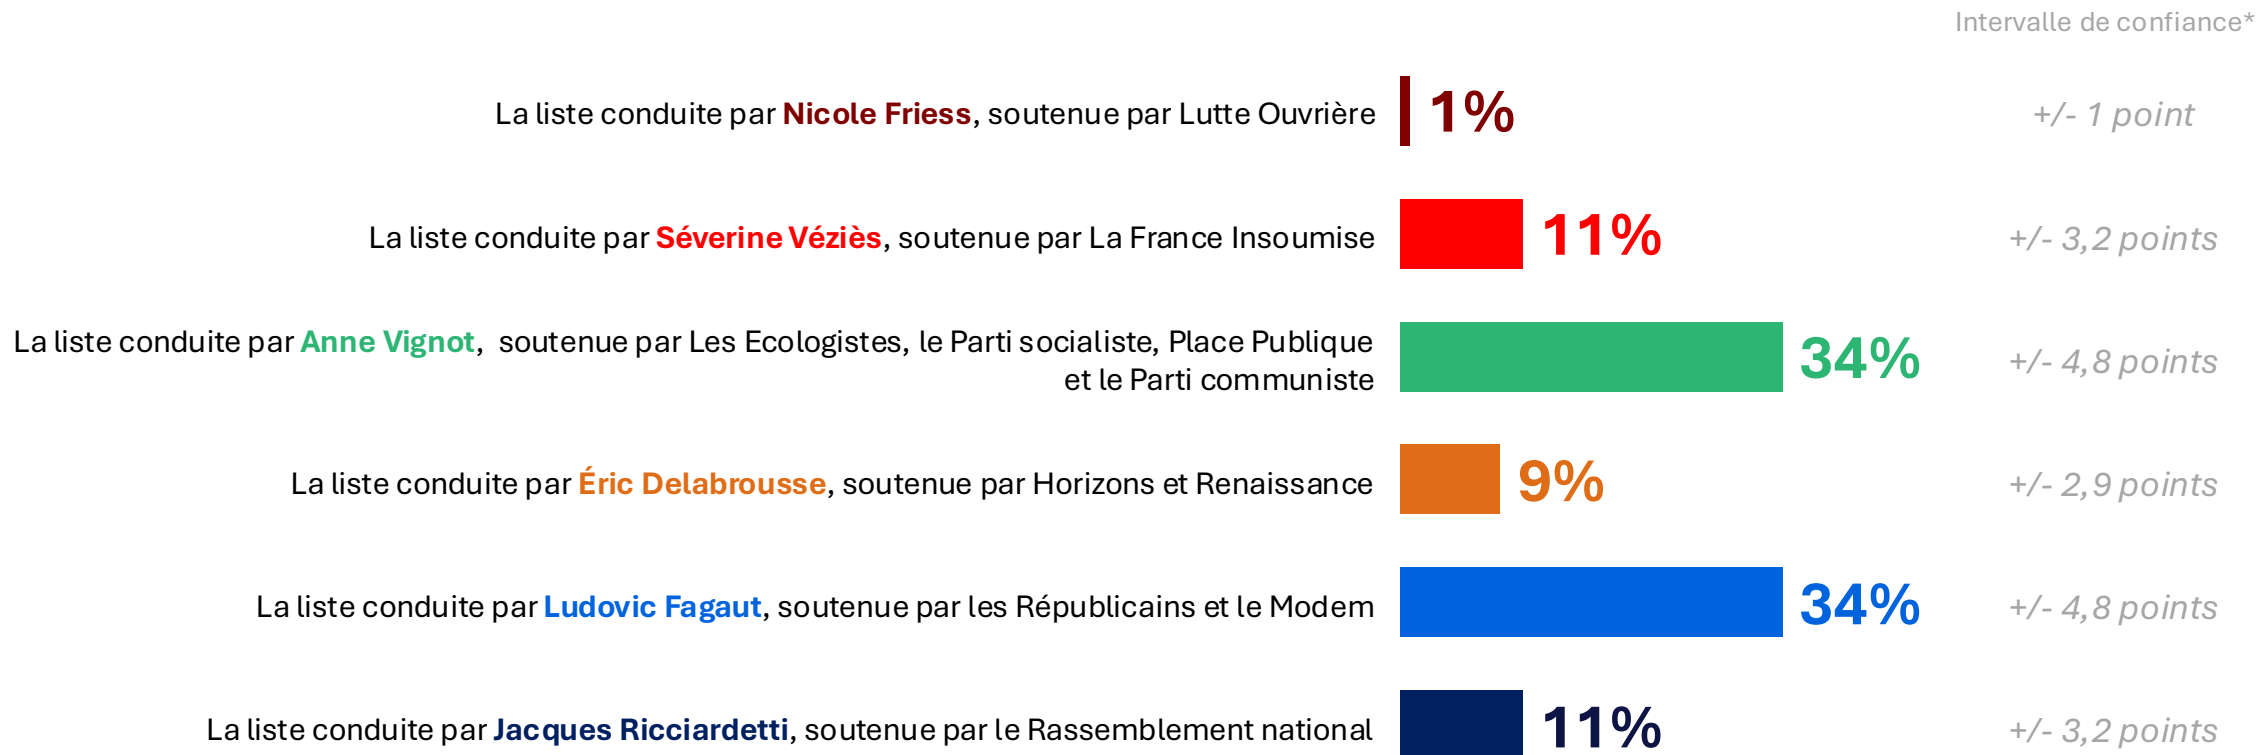 Intervalle de confiance*
La liste conduite par Nicole Friess, soutenue par Lutte Ouvrière 1% +/- 1 point
La liste conduite par Séverine Véziès, soutenue par La France Insoumise 11% +/- 3,2 points
La liste conduite par Anne Vignot, soutenue par Les Ecologistes, le Parti socialiste, Place Publique
et le Parti communiste 34% +/- 4,8 points
La liste conduite par Éric Delabrousse, soutenue par Horizons et Renaissance 9% +/- 2,9 points
La liste conduite par Ludovic Fagaut, soutenue par les Républicains et le Modem 34% +/- 4,8 points
La liste conduite par Jacques Ricciardetti, soutenue par le Rassemblement national 11% +/- 3,2 points